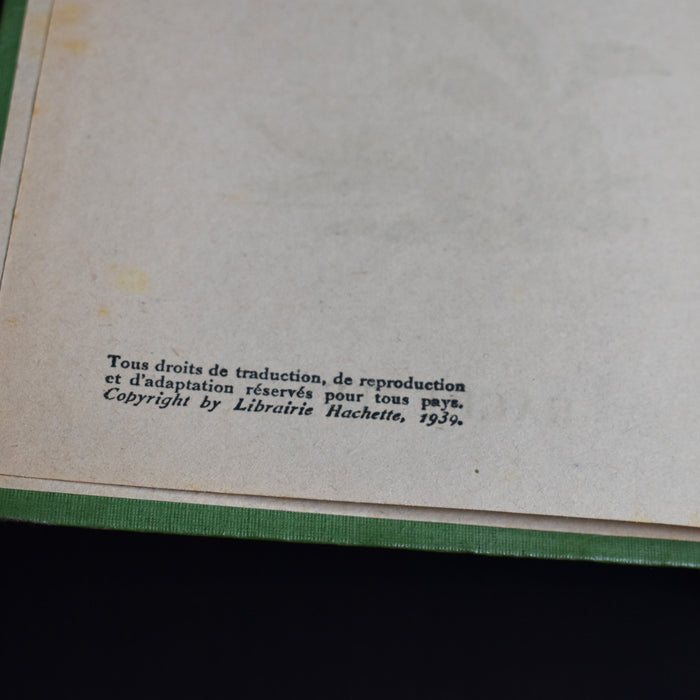 Tous droits de traduction, de reproduction
et d'adaptation réservés pour tous pays.
Copyright by Librairie Hachette, 1939.